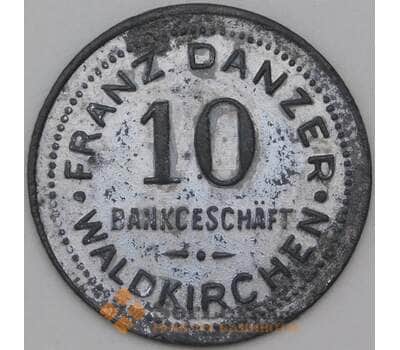 · FRANZ DANZER ·
10
BANKGESCHÄFT
WALDKIRCHEN